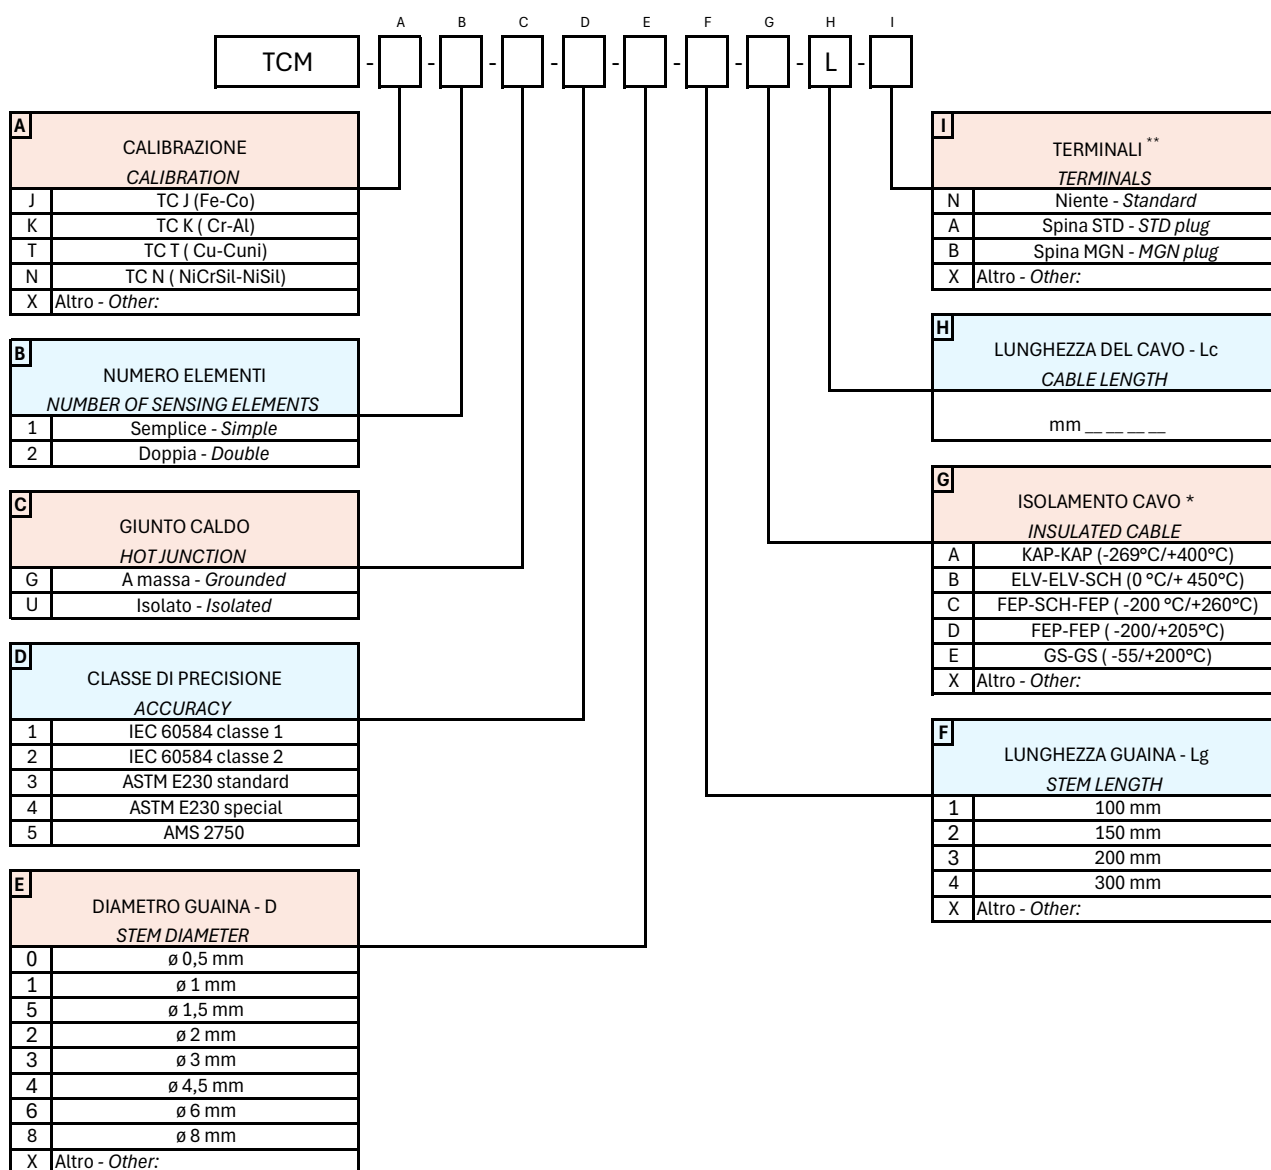 A B C D E F G H I
TCM - - - - - - - - L -
A
CALIBRAZIONE
CALIBRATION
J TC J (Fe-Co)
K TC K ( Cr-Al)
T TC T ( Cu-Cuni)
N TC N ( NiCrSil-NiSil)
X Altro - Other:
B
NUMERO ELEMENTI
NUMBER OF SENSING ELEMENTS
1 Semplice - Simple
2 Doppia - Double
C
GIUNTO CALDO
HOT JUNCTION
G A massa - Grounded
U Isolato - Isolated
D
CLASSE DI PRECISIONE
ACCURACY
1 IEC 60584 classe 1
2 IEC 60584 classe 2
3 ASTM E230 standard
4 ASTM E230 special
5 AMS 2750
E
DIAMETRO GUAINA - D
STEM DIAMETER
0 ø 0,5 mm
1 ø 1 mm
5 ø 1,5 mm
2 ø 2 mm
3 ø 3 mm
4 ø 4,5 mm
6 ø 6 mm
8 ø 8 mm
X Altro - Other:
I
TERMINALI **
TERMINALS
N Niente - Standard
A Spina STD - STD plug
B Spina MGN - MGN plug
X Altro - Other:
H
LUNGHEZZA DEL CAVO - Lc
CABLE LENGTH
mm __ __ __ __
G
ISOLAMENTO CAVO *
INSULATED CABLE
A KAP-KAP (-269°C/+400°C)
B ELV-ELV-SCH (0 °C/+ 450°C)
C FEP-SCH-FEP ( -200 °C/+260°C)
D FEP-FEP ( -200/+205°C)
E GS-GS ( -55/+200°C)
X Altro - Other:
F
LUNGHEZZA GUAINA - Lg
STEM LENGTH
1 100 mm
2 150 mm
3 200 mm
4 300 mm
X Altro - Other: